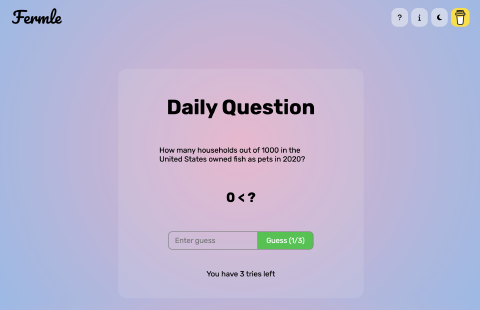 Fermle
?
i
Daily Question
How many households out of 1000 in the
United States owned fish as pets in 2020?
0 < ?
Enter guess
Guess (1/3)
You have 3 tries left